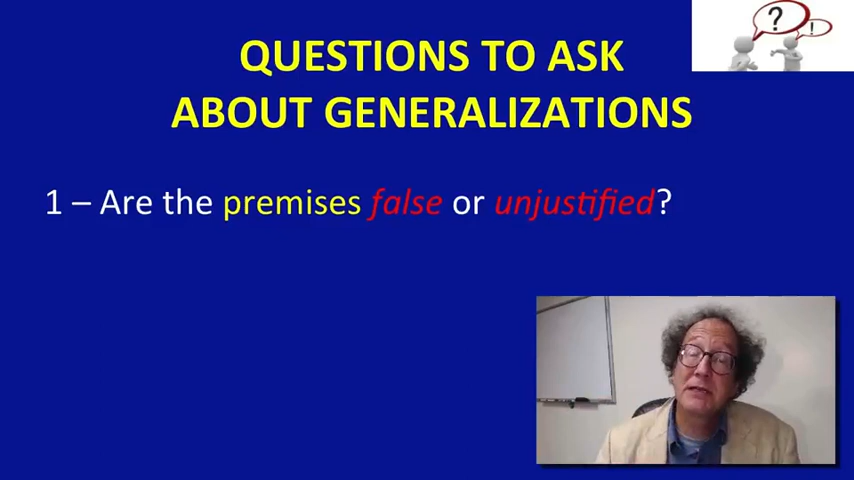 QUESTIONS TO ASK
ABOUT GENERALIZATIONS
? !
1 – Are the premises false or unjustified?